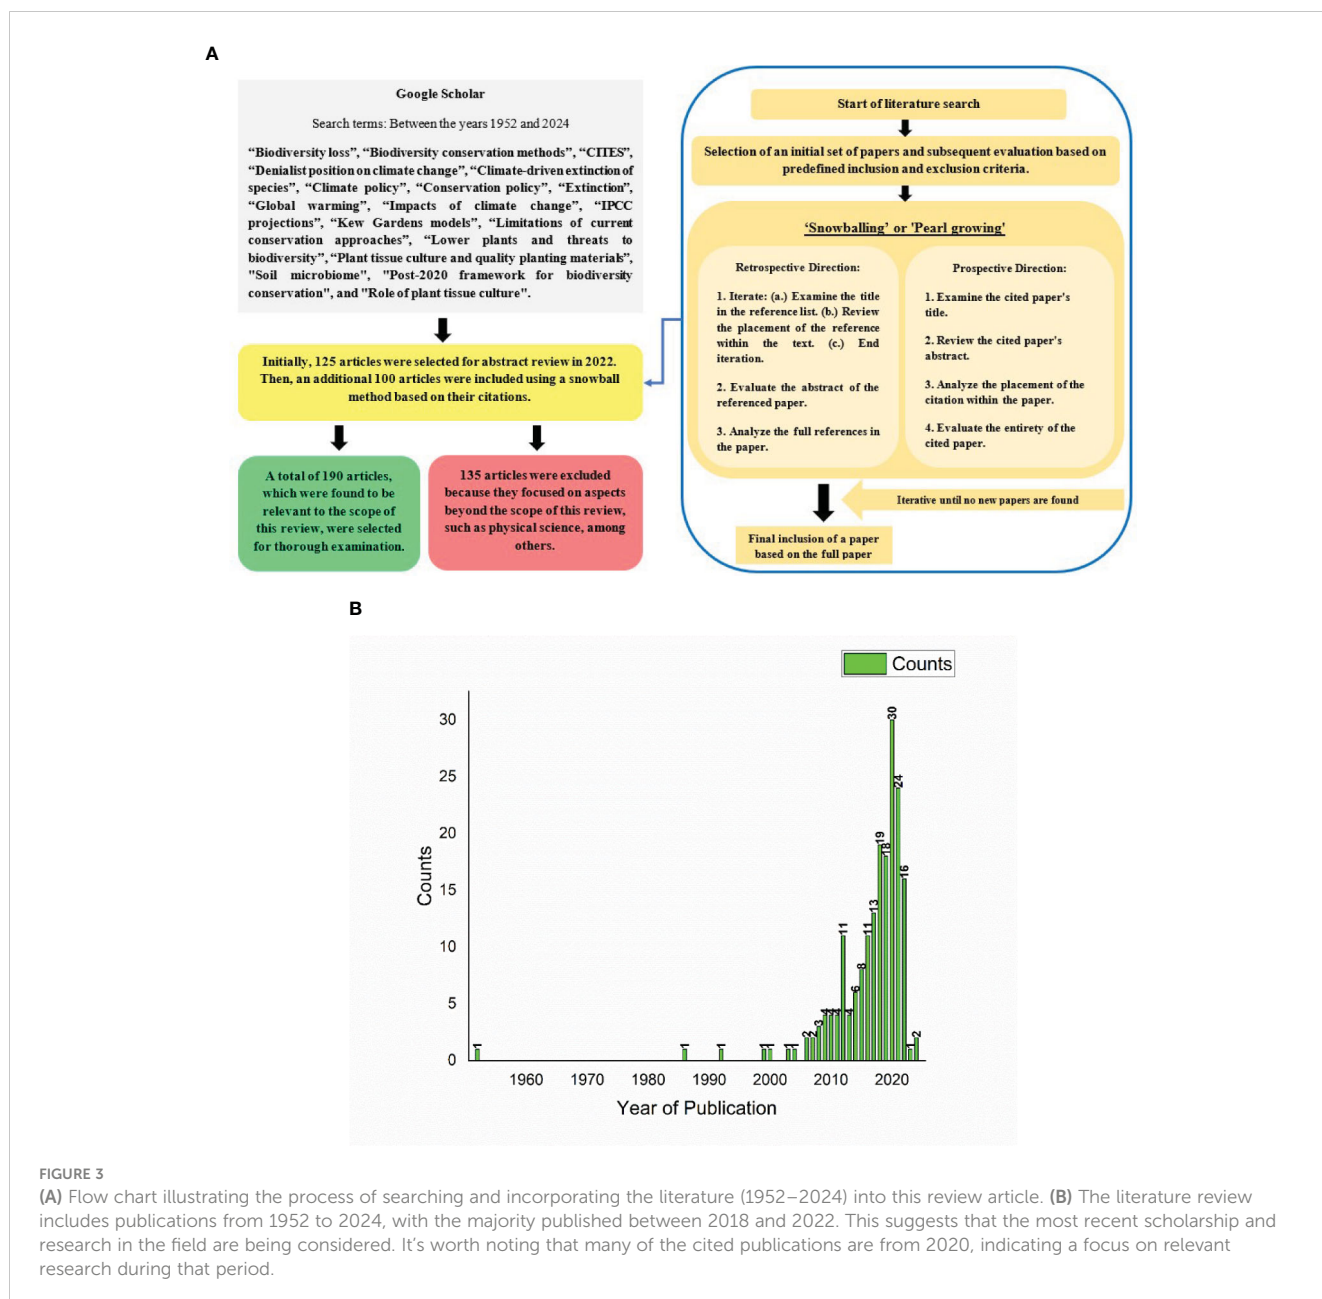 A
Google Scholar
Search terms: Between the years 1952 and 2024
“Biodiversity loss”, “Biodiversity conservation methods”, “CITES”,
“Denialist position on climate change”, “Climate-driven extinction of
species”, “Climate policy”, “Conservation policy”, “Extinction”,
“Global warming”, “Impacts of climate change”, “IPCC
projections”, “Kew Gardens models”, “Limitations of current
conservation approaches”, “Lower plants and threats to
biodiversity”, “Plant tissue culture and quality planting materials”,
"Soil microbiome", "Post-2020 framework for biodiversity
conservation", and "Role of plant tissue culture".
Initially, 125 articles were selected for abstract review in 2022.
Then, an additional 100 articles were included using a snowball
method based on their citations.
A total of 190 articles,
which were found to be
relevant to the scope of
this review, were selected
for thorough examination.
135 articles were excluded
because they focused on aspects
beyond the scope of this review,
such as physical science, among
others.
Start of literature search
Selection of an initial set of papers and subsequent evaluation based on
predefined inclusion and exclusion criteria.
‘Snowballing’ or 'Pearl growing'
Retrospective Direction:
1. Iterate: (a.) Examine the title
in the reference list. (b.) Review
the placement of the reference
within the text. (c.) End
iteration.
2. Evaluate the abstract of the
referenced paper.
3. Analyze the full references in
the paper.
Prospective Direction:
1. Examine the cited paper's
title.
2. Review the cited paper's
abstract.
3. Analyze the placement of the
citation within the paper.
4. Evaluate the entirety of the
cited paper.
Iterative until no new papers are found
Final inclusion of a paper
based on the full paper
B
Counts
30
25
20
15
10
5
0
Counts
1
1
1
1
1
1
1
2
2
3
4
4
4
11
4
6
8
11
13
19
18
30
24
16
1
2
1960 1970 1980 1990 2000 2010 2020
Year of Publication
FIGURE 3
(A) Flow chart illustrating the process of searching and incorporating the literature (1952–2024) into this review article. (B) The literature review
includes publications from 1952 to 2024, with the majority published between 2018 and 2022. This suggests that the most recent scholarship and
research in the field are being considered. It’s worth noting that many of the cited publications are from 2020, indicating a focus on relevant
research during that period.